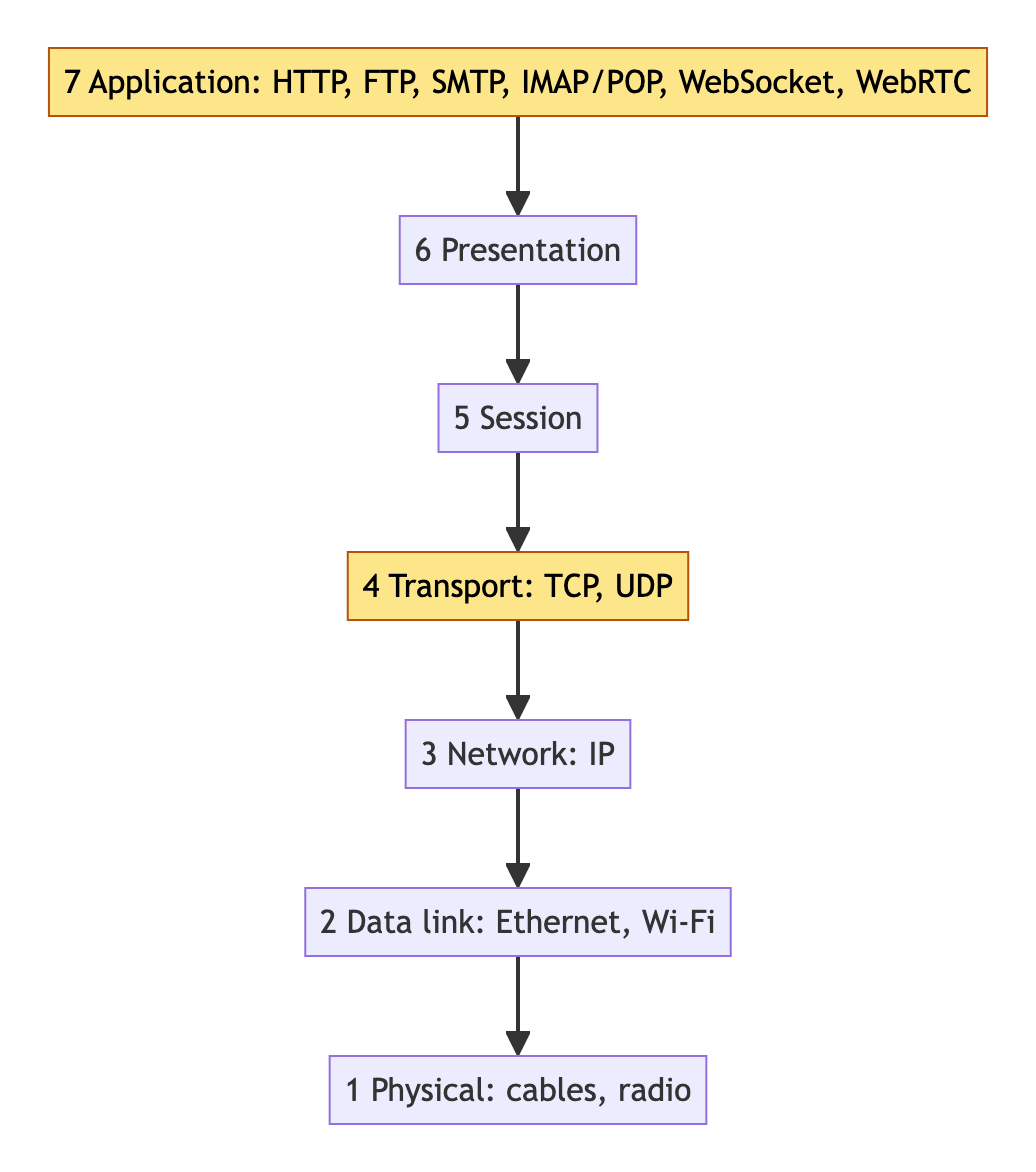 7 Application: HTTP, FTP, SMTP, IMAP/POP, WebSocket, WebRTC
6 Presentation
5 Session
4 Transport: TCP, UDP
3 Network: IP
2 Data link: Ethernet, Wi-Fi
1 Physical: cables, radio